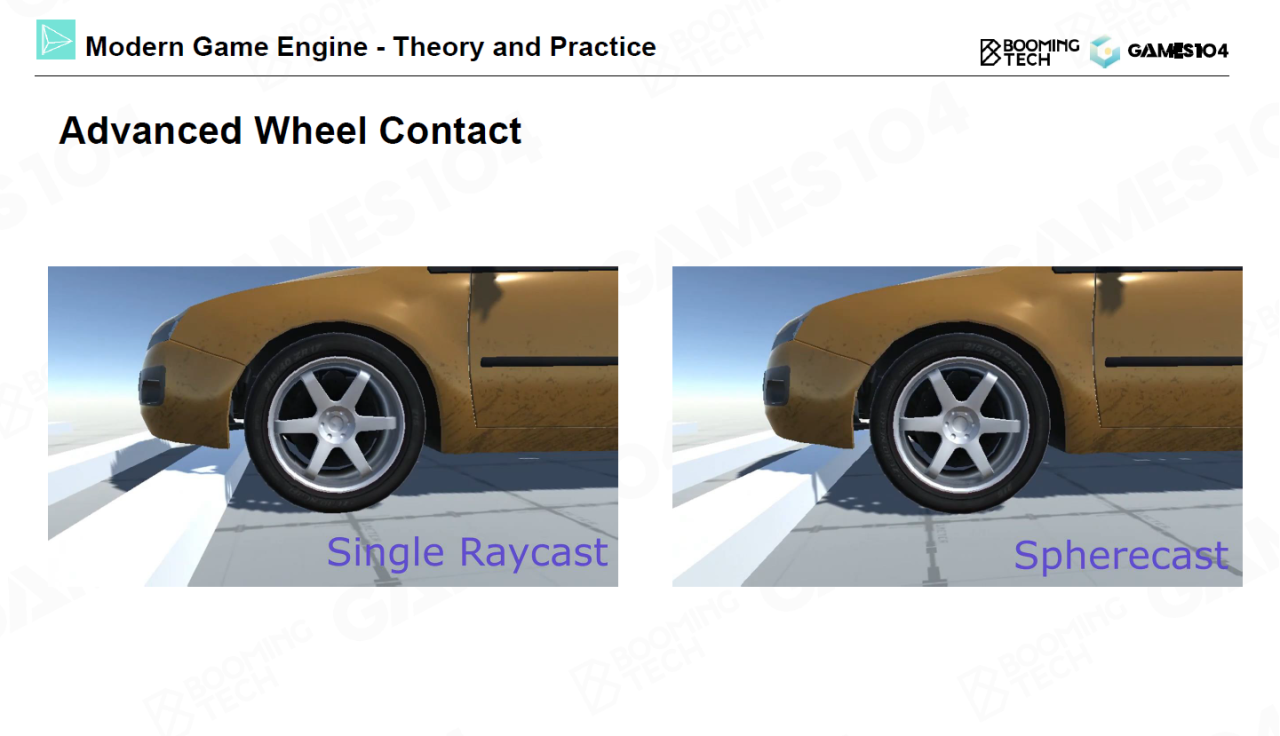 Modern Game Engine - Theory and Practice
BOOMING
TECH
GAMES104
Advanced Wheel Contact
Single Raycast
Spherecast